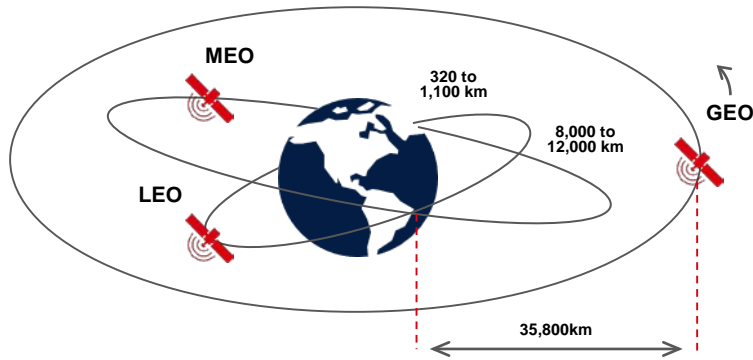 MEO
320 to
1,100 km
GEO
8,000 to
12,000 km
LEO
35,800km